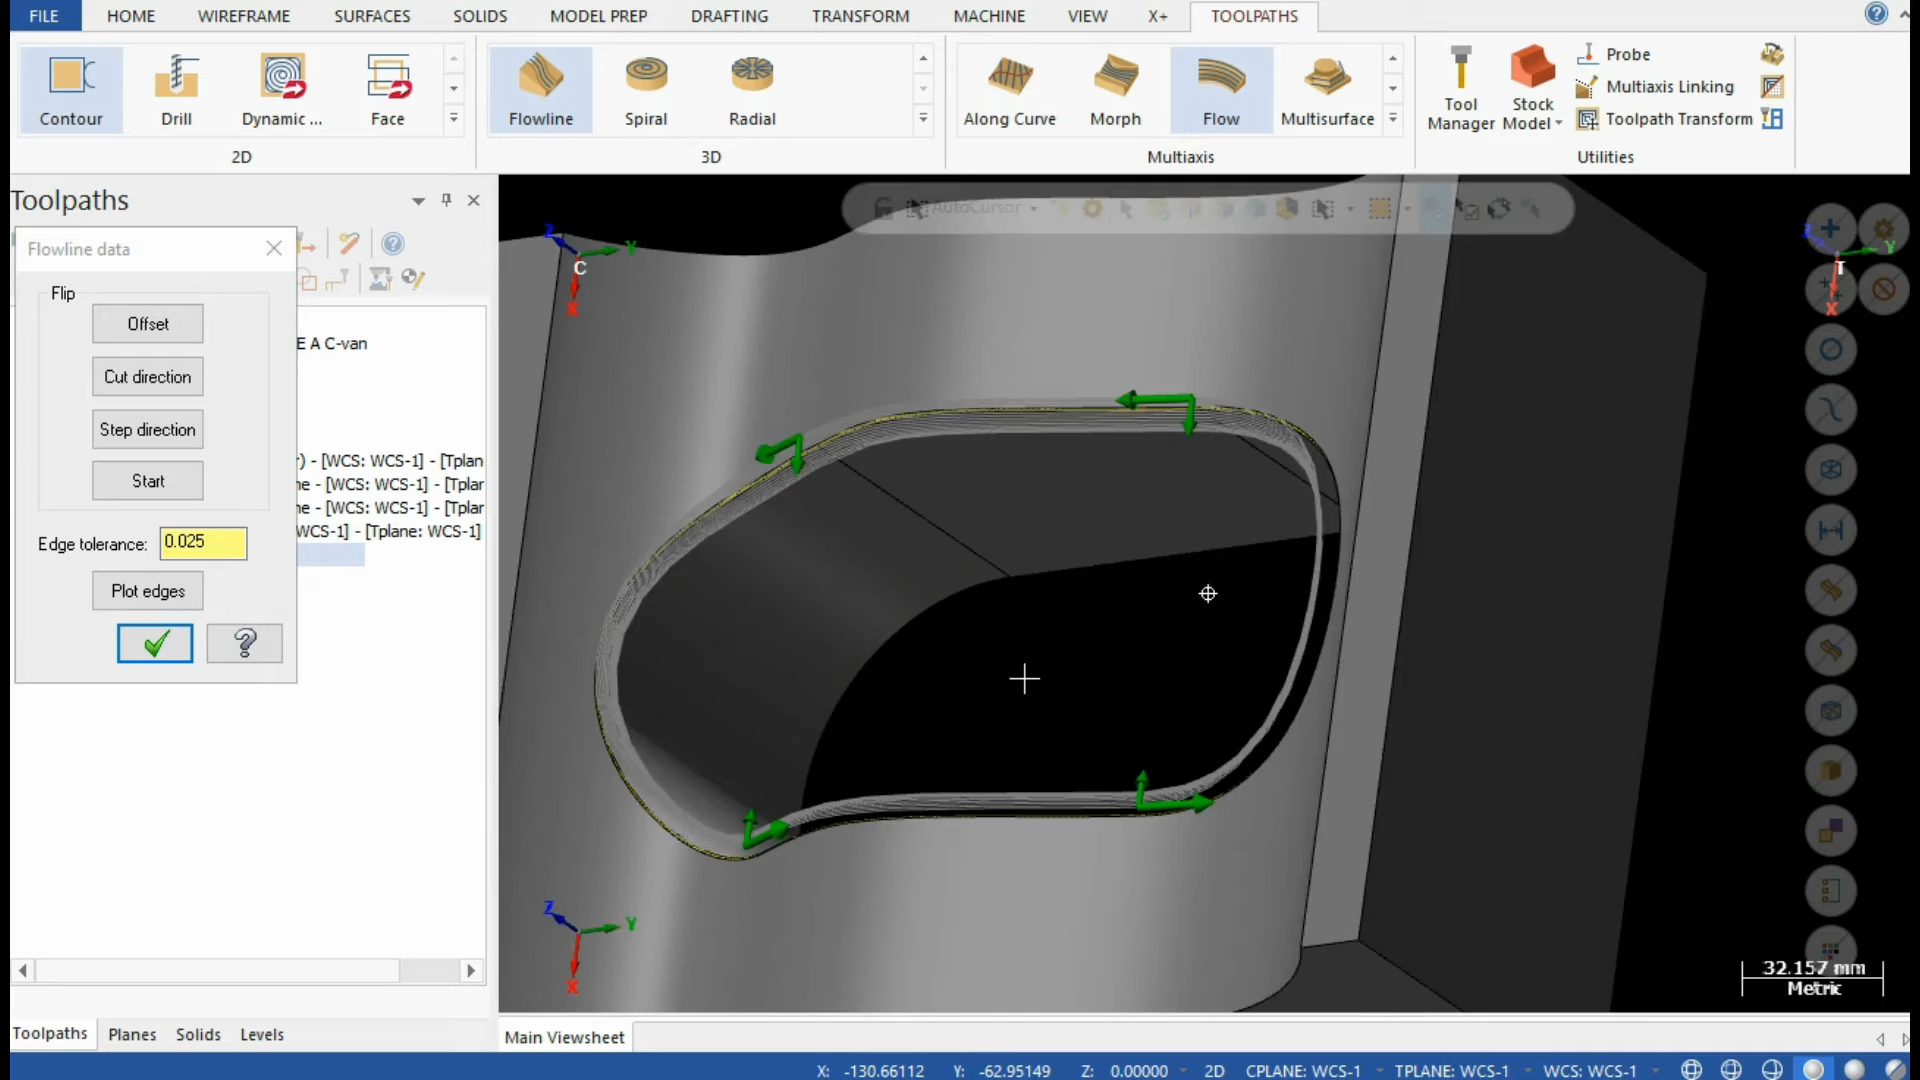 FILE HOME WIREFRAME SURFACES SOLIDS MODEL PREP DRAFTING TRANSFORM MACHINE VIEW X+ TOOLPATHS
Contour Drill Dynamic ... Face
2D
Flowline Spiral Radial
3D
Along Curve Morph Flow Multisurface
Multiaxis
Tool Manager
Stock Model
Probe
Multiaxis Linking
Toolpath Transform
Utilities
Toolpaths
Flowline data
Flip
Offset
Cut direction
Step direction
Start
Edge tolerance: 0.025
Plot edges
E A C-van
r) - [WCS: WCS-1] - [Tplan
ne - [WCS: WCS-1] - [Tplar
ne - [WCS: WCS-1] - [Tplar
WCS-1] - [Tplane: WCS-1]
AutoCursor
Z Y C X
Z Y T X
Z Y X
32.157 mm
Metric
Toolpaths Planes Solids Levels
Main Viewsheet
X: -130.66112 Y: -62.95149 Z: 0.00000 2D CPLANE: WCS-1 TPLANE: WCS-1 WCS: WCS-1